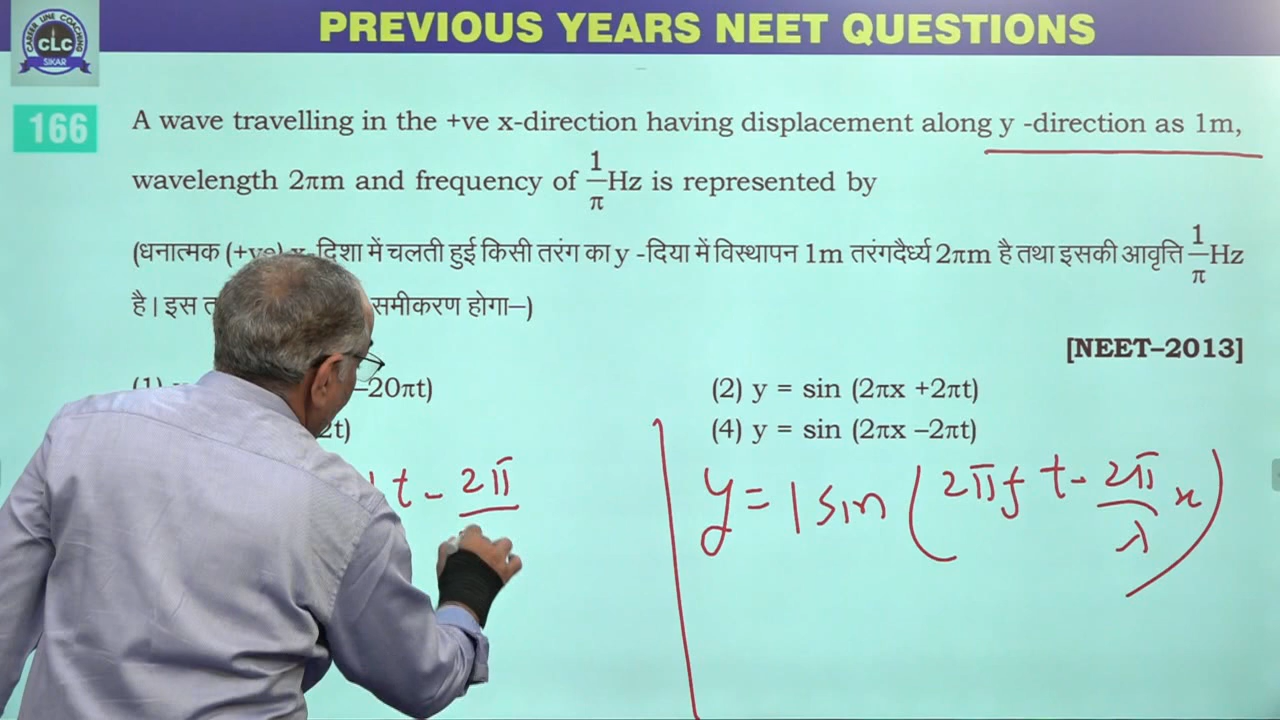 PREVIOUS YEARS NEET QUESTIONS
CAREER LINE COACHING
CLC
SIKAR
166
A wave travelling in the +ve x-direction having displacement along y -direction as 1m,
wavelength 2πm and frequency of 1/π Hz is represented by
(धनात्मक (+ve) x-दिशा में चलती हुई किसी तरंग का y -दिया में विस्थापन 1m तरंगदैर्ध्य 2πm है तथा इसकी आवृत्ति 1/π Hz
है। इस समीकरण होगा–)
[NEET–2013]
(1) –20πt)
(2) y = sin (2πx +2πt)
2t)
(4) y = sin (2πx –2πt)
t - 2π
y = 1 sin (2πf t - 2π/λ x)